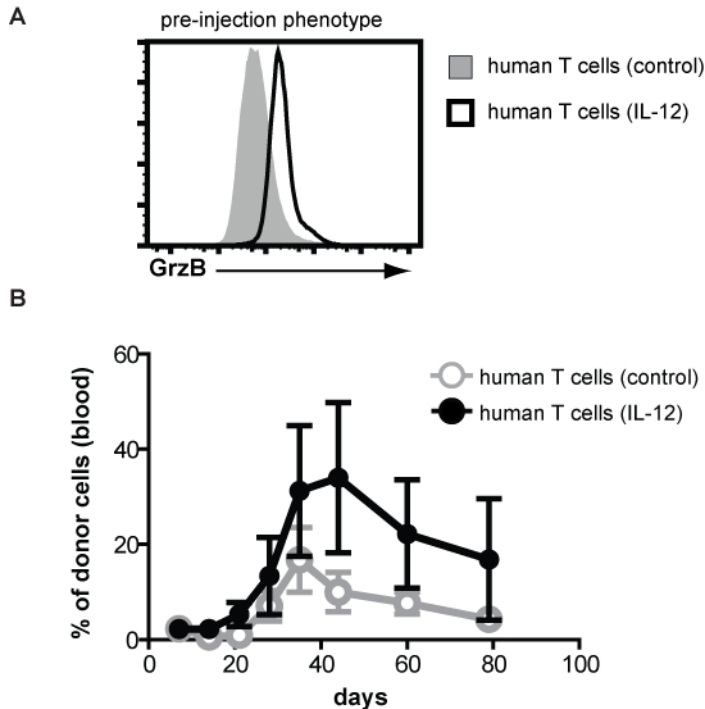 A
pre-injection phenotype
human T cells (control)
human T cells (IL-12)
GrzB
B
60
40
20
0
% of donor cells (blood)
human T cells (control)
human T cells (IL-12)
0 20 40 60 80 100
days